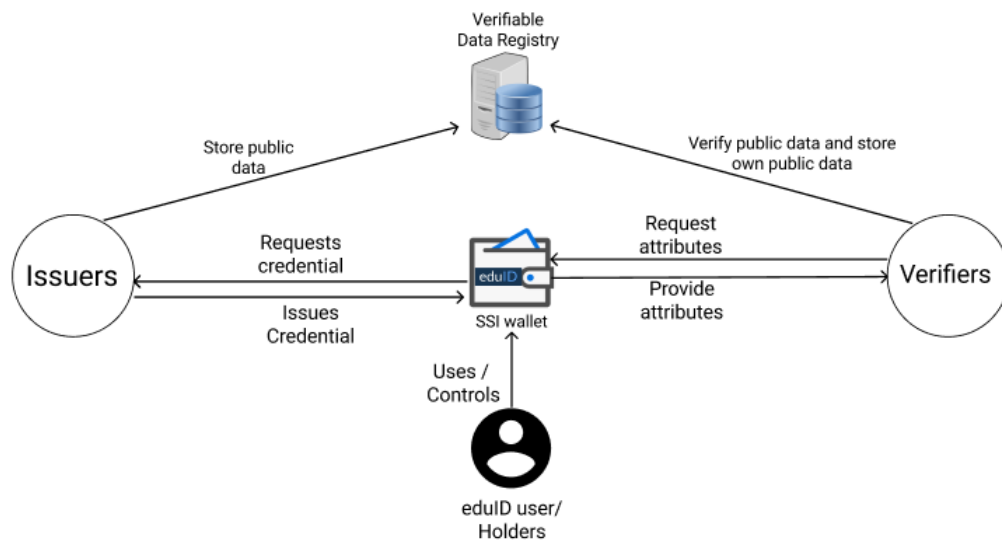 Verifiable
Data Registry
Store public
data
Verify public data and store
own public data
Issuers
Requests
credential
Issues
Credential
eduID
SSI wallet
Request
attributes
Provide
attributes
Verifiers
Uses /
Controls
eduID user/
Holders